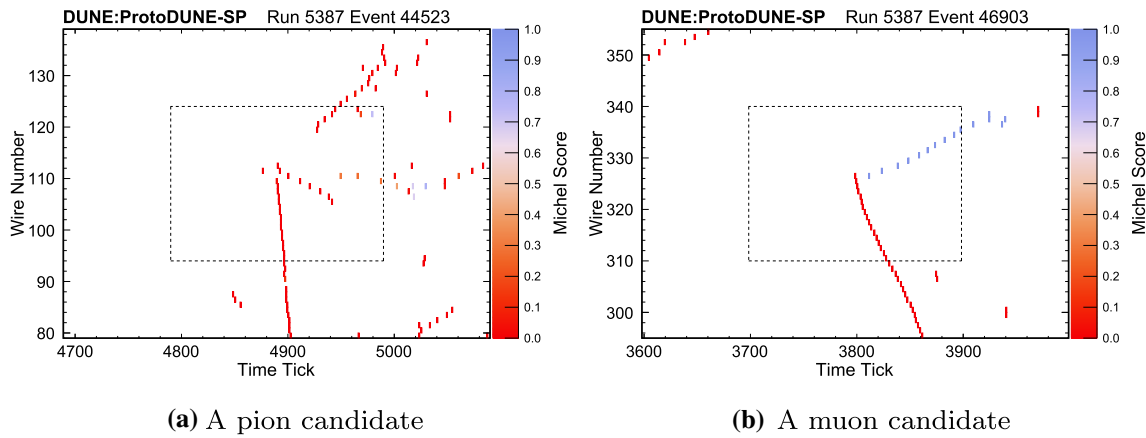 DUNE:ProtoDUNE-SP Run 5387 Event 44523
Wire Number
130
120
110
100
90
80
4700 4800 4900 5000
Time Tick
1.0
0.9
0.8
0.7
0.6
0.5
0.4
0.3
0.2
0.1
0.0
Michel Score
(a) A pion candidate
DUNE:ProtoDUNE-SP Run 5387 Event 46903
Wire Number
350
340
330
320
310
300
3600 3700 3800 3900
Time Tick
1.0
0.9
0.8
0.7
0.6
0.5
0.4
0.3
0.2
0.1
0.0
Michel Score
(b) A muon candidate